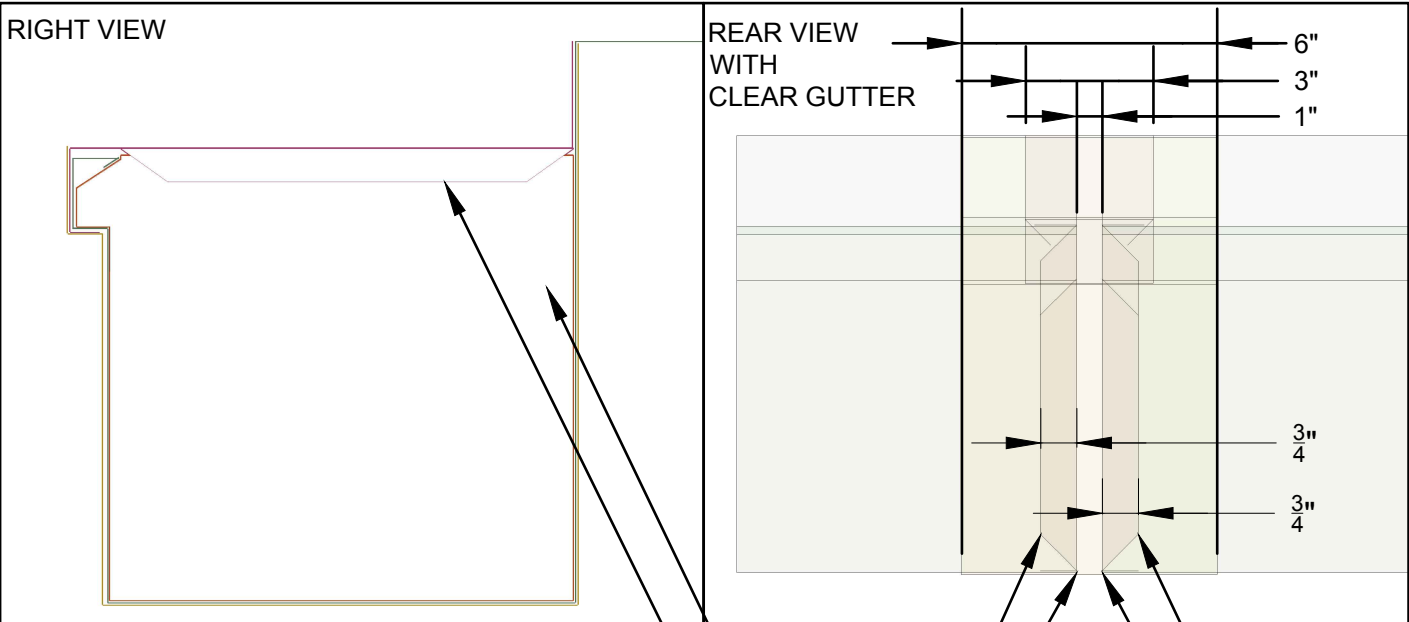 RIGHT VIEW
REAR VIEW
WITH
CLEAR GUTTER
6"
3"
1"
3/4"
3/4"